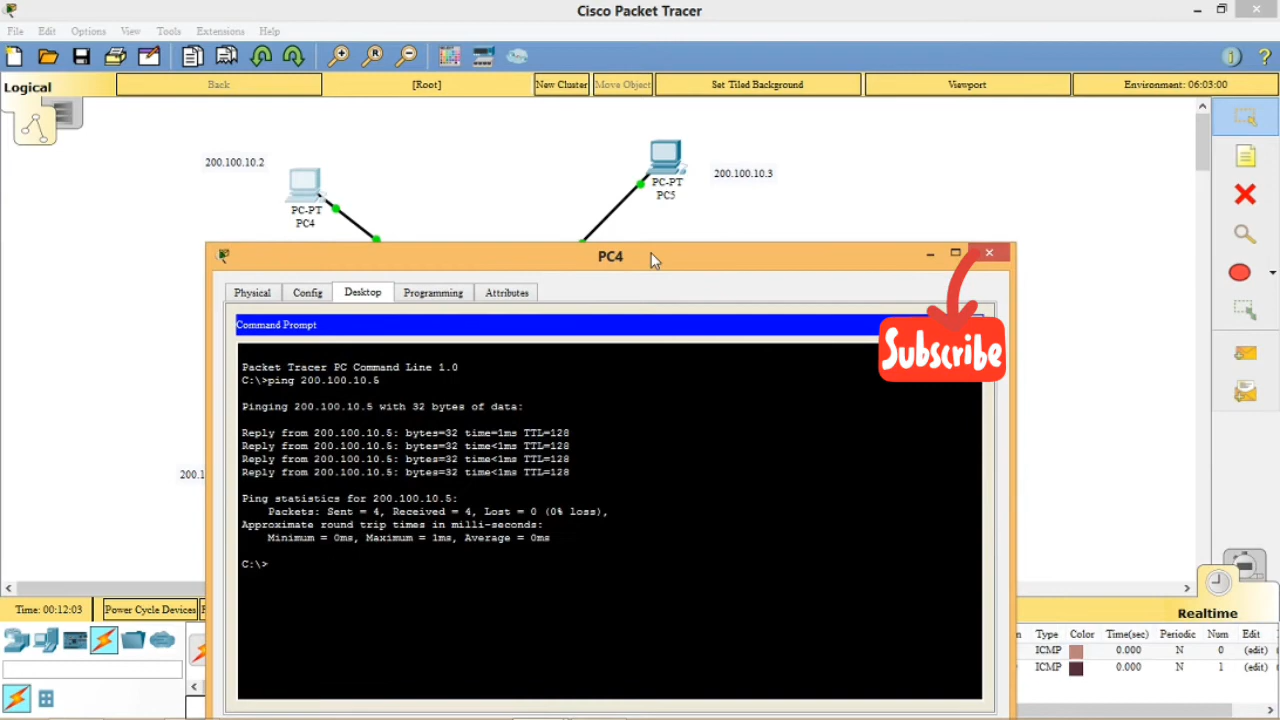 Cisco Packet Tracer
File Edit Options View Tools Extensions Help
Logical
Back
[Root]
New Cluster
Move Object
Set Tiled Background
Viewport
Environment: 06:03:00
200.100.10.2
PC-PT
PC4
PC-PT
PC5
200.100.10.3
PC4
Physical Config Desktop Programming Attributes
Command Prompt
Subscribe
Packet Tracer PC Command Line 1.0
C:\>ping 200.100.10.5
Pinging 200.100.10.5 with 32 bytes of data:
Reply from 200.100.10.5: bytes=32 time=1ms TTL=128
Reply from 200.100.10.5: bytes=32 time<1ms TTL=128
Reply from 200.100.10.5: bytes=32 time<1ms TTL=128
Reply from 200.100.10.5: bytes=32 time<1ms TTL=128
Ping statistics for 200.100.10.5:
Packets: Sent = 4, Received = 4, Lost = 0 (0% loss),
Approximate round trip times in milli-seconds:
Minimum = 0ms, Maximum = 1ms, Average = 0ms
C:\>
200.1
Time: 00:12:03
Power Cycle Devices
Realtime
Type Color Time(sec) Periodic Num Edit
ICMP 0.000 N 0 (edit)
ICMP 0.000 N 1 (edit)